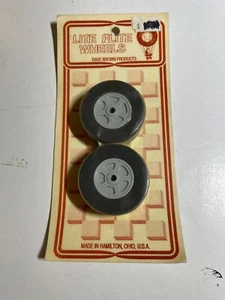 LITE FLITE
WHEELS
DAVE BROWN PRODUCTS
MADE IN HAMILTON, OHIO, U.S.A.